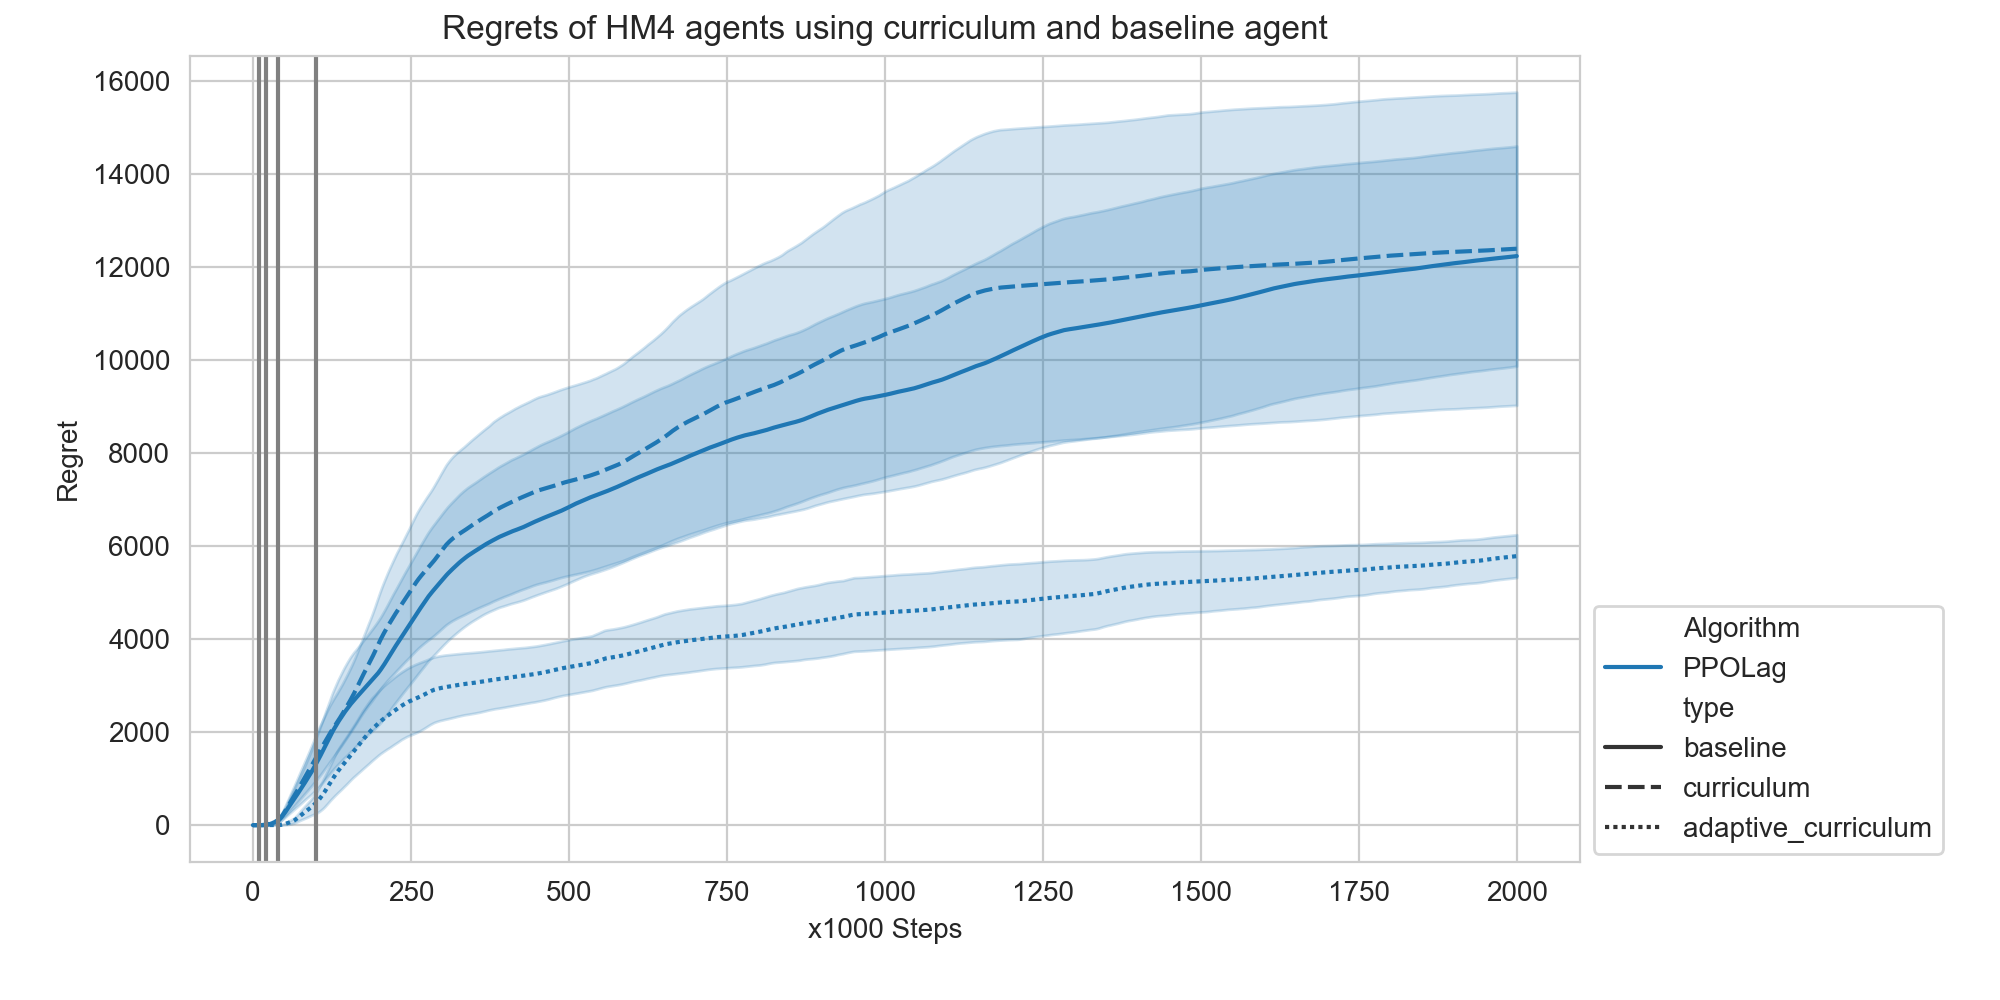 Regrets of HM4 agents using curriculum and baseline agent
16000
14000
12000
10000
8000
6000
4000
2000
0
Regret
0 250 500 750 1000 1250 1500 1750 2000
x1000 Steps
Algorithm
PPOLag
type
baseline
curriculum
adaptive_curriculum